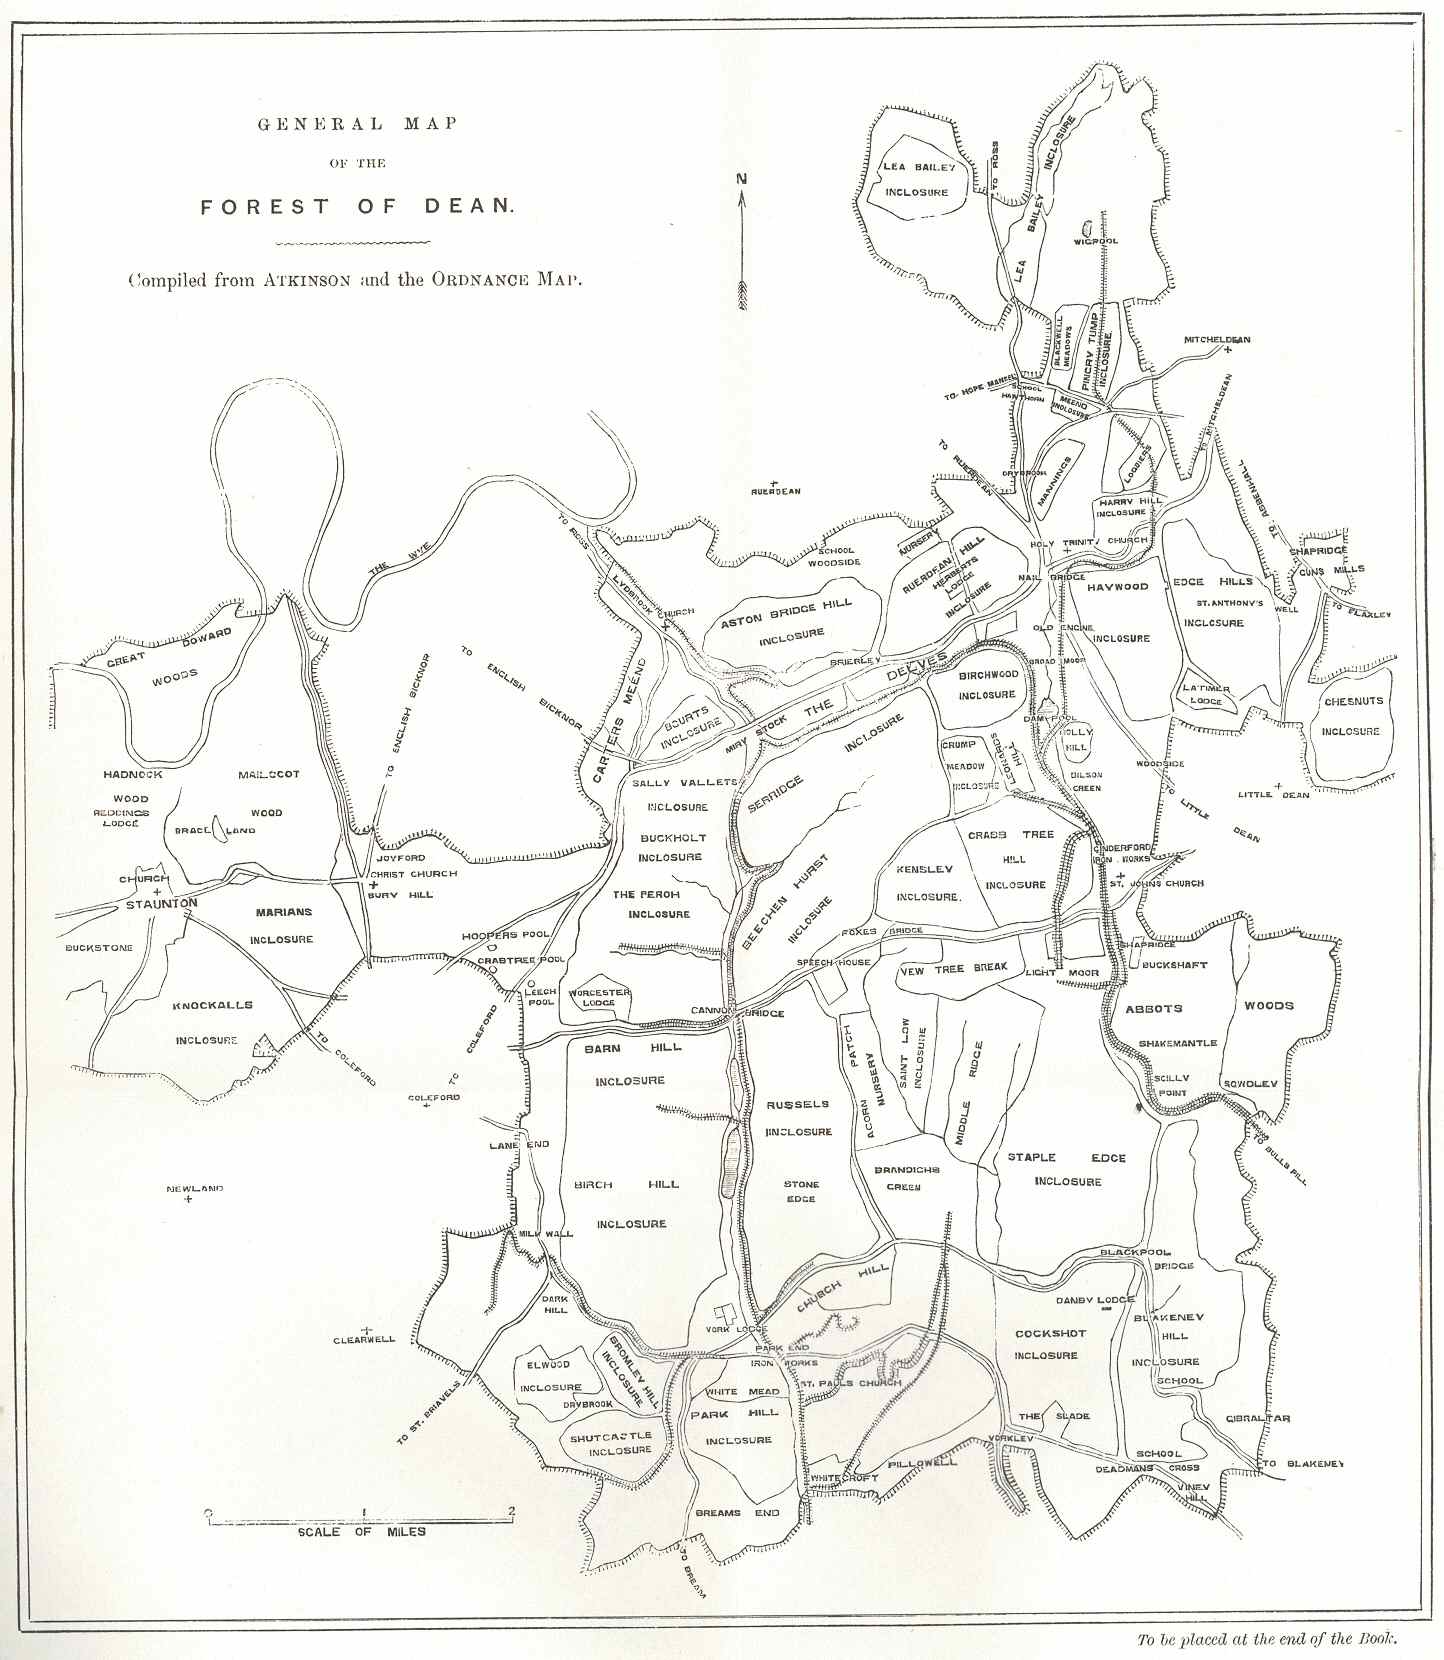 GENERAL MAP
OF THE
FOREST OF DEAN.
Compiled from ATKINSON and the ORDNANCE MAP.
N
LEA BAILEY
INCLOSURE
TO ROSS
LEA BAILEY INCLOSURE
WIGPOOL
BLACKWELL
MEADOWS
PINGRY TUMP
INCLOSURE
MITCHELDEAN
TO HOPE MANSEL
SCHOOL
HAWTHORN
MEEND
INCLOSURE
TO MITCHELDEAN
TO RUERDEAN
DRYBROOK
MANNINGS
LOQUIERS
HARRY HILL
INCLOSURE
TO ABBENHALL
RUERDEAN
HOLY TRINITY CHURCH
SCHOOL
WOODSIDE
NURSERY
RUERDEAN HILL
HERBERTS
LODGE
INCLOSURE
NAIL BRIDGE
SHAPRIDGE
GUNS MILLS
TO FLAXLEY
HAYWOOD
INCLOSURE
EDGE HILLS
ST. ANTHONY'S
WELL
INCLOSURE
TO ROSS
THE WYE
LYDBROOK
CHURCH
ASTON BRIDGE HILL
INCLOSURE
OLD ENGINE
BRIERLEY
BROAD MOOR
GREAT DOWARD
WOODS
TO ENGLISH BICKNOR
TO ENGLISH BICKNOR
CARTERS MEEND
THE DELVES
BIRCHWOOD
INCLOSURE
LATIMER
LODGE
CHESNUTS
INCLOSURE
BOURTS
INCLOSURE
MIRY STOCK
DAM POOL
HOLLY
HILL
SERRIDGE
INCLOSURE
CRUMP
MEADOW
INCLOSURE
LEONARDS
HILL
BILSON
GREEN
WOODSIDE
TO LITTLE DEAN
LITTLE DEAN
HADNOCK
WOOD
REDDINGS
LODGE
MAILSCOT
WOOD
BRACELAND
SALLY VALLETS
INCLOSURE
BUCKHOLT
INCLOSURE
JOYFORD
CHRIST CHURCH
BURY HILL
CHURCH
STAUNTON
CRABB TREE
HILL
INCLOSURE
CINDERFORD
IRON WORKS
KENSLEY
INCLOSURE.
ST. JOHNS CHURCH
BEECHEN HURST
INCLOSURE
THE PERCH
INCLOSURE
BUCKSTONE
MARIANS
INCLOSURE
HOOPERS POOL
CRABTREE POOL
FOXES BRIDGE
SPEECH HOUSE
YEW TREE BREAK
LIGHT MOOR
SHAPRIDGE
BUCKSHAFT
LEECH
POOL
WORCESTER
LODGE
CANNON BRIDGE
KNOCKALLS
INCLOSURE
TO COLEFORD
TO COLEFORD
COLEFORD
ABBOTS WOODS
SHAKEMANTLE
BARN HILL
INCLOSURE
ACORN PATCH
NURSERY
SAINT LOW
INCLOSURE
MIDDLE RIDGE
SCILLY
POINT
SOWDLEY
TO BULLS PILL
RUSSELS
INCLOSURE
LANE END
BIRCH HILL
INCLOSURE
STONE
EDGE
BRANDICHS
GREEN
STAPLE EDGE
INCLOSURE
NEWLAND
MILK WALL
BLACKPOOL
BRIDGE
DARK
HILL
CHURCH HILL
DANBY LODGE
BLAKENEY
HILL
INCLOSURE
SCHOOL
COCKSHOT
INCLOSURE
CLEARWELL
YORK LODGE
PARK END
IRON WORKS
ST. PAULS CHURCH
ELWOOD
INCLOSURE
DRYBROOK
BROMLEY HILL
INCLOSURE
WHITE MEAD
PARK HILL
INCLOSURE
TO ST. BRIAVELS
SHUTCASTLE
INCLOSURE
THE SLADE
YORKLEY
GIBRALTAR
TO BLAKENEY
SCHOOL
DEADMANS CROSS
PILLOWELL
WHITECROFT
VINEY
HILL
BREAMS END
TO BREAM
0 1 2
SCALE OF MILES
To be placed at the end of the Book.